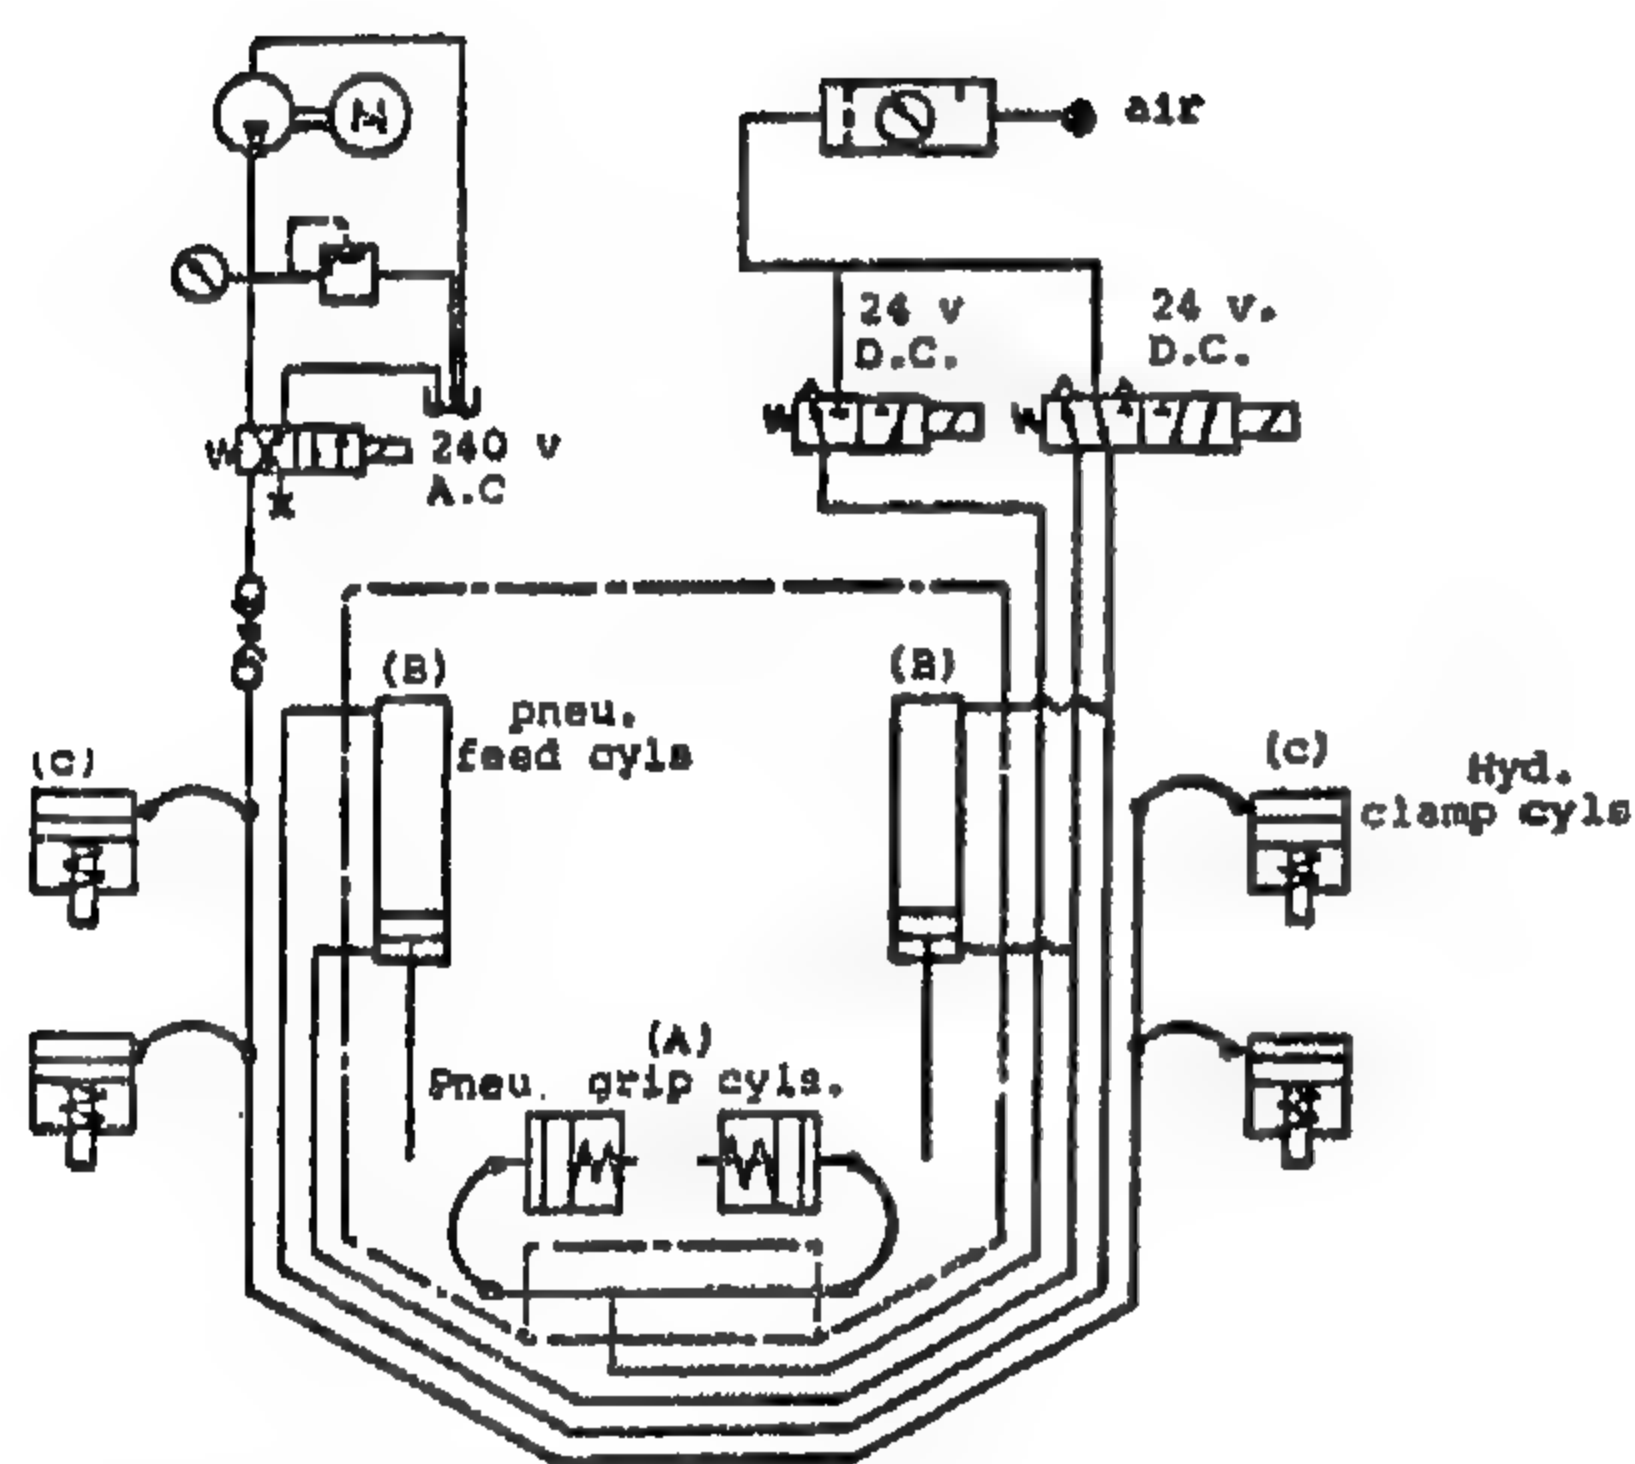 air
24 v
D.C.
24 v.
D.C.
240 v
A.C
(B)
pneu.
feed cyls
(B)
(C)
(C)
Hyd.
clamp cyls
(A)
Pneu. grip cyls.